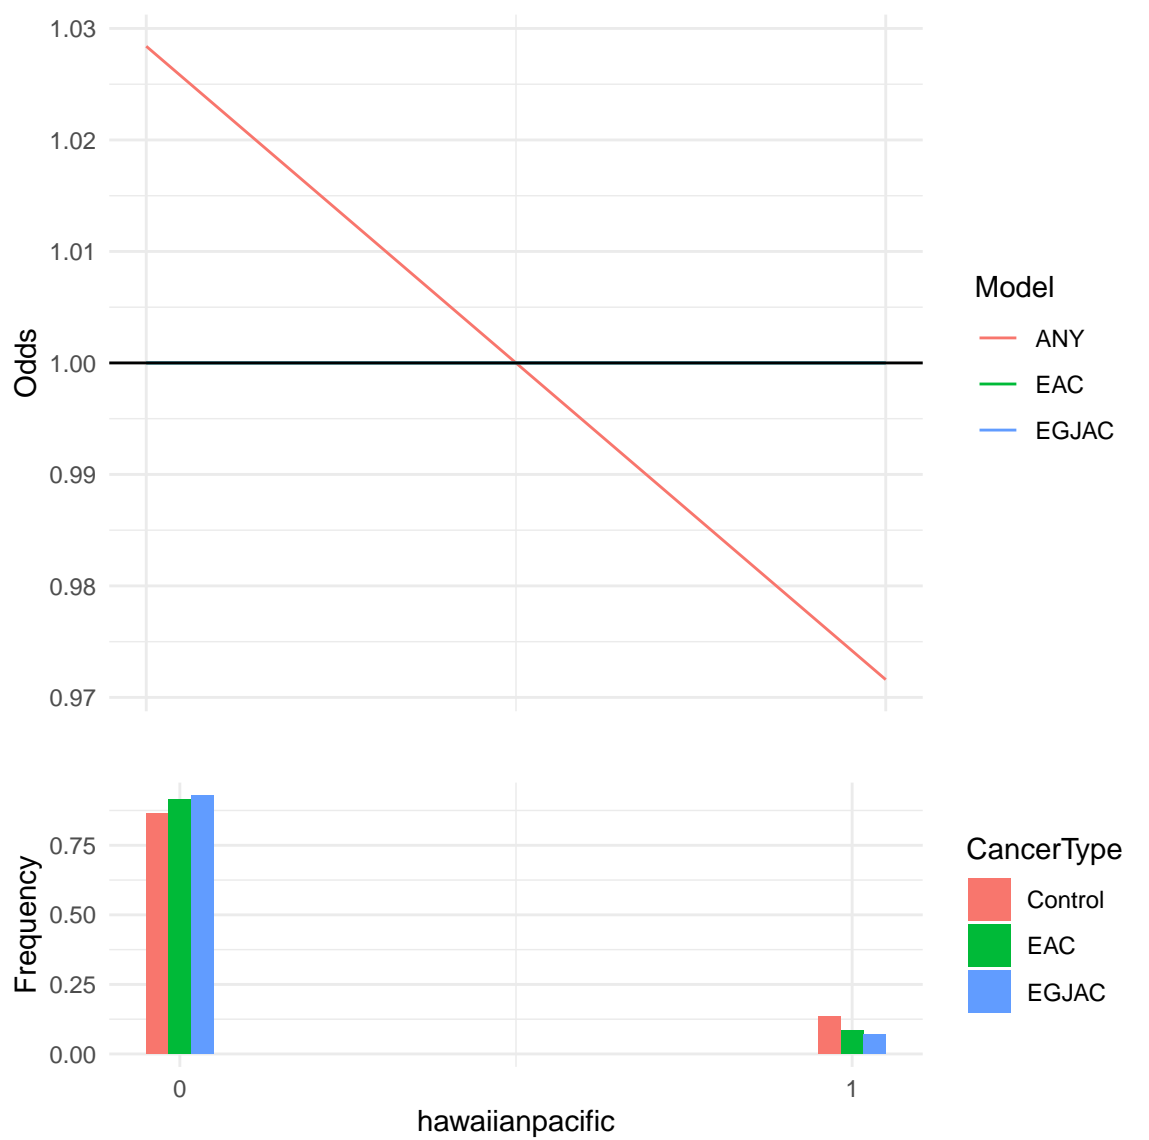 1.03
1.02
1.01
1.00
0.99
0.98
0.97
Odds
Model
ANY
EAC
EGJAC
0.75
0.50
0.25
0.00
Frequency
0
1
hawaiianpacific
CancerType
Control
EAC
EGJAC